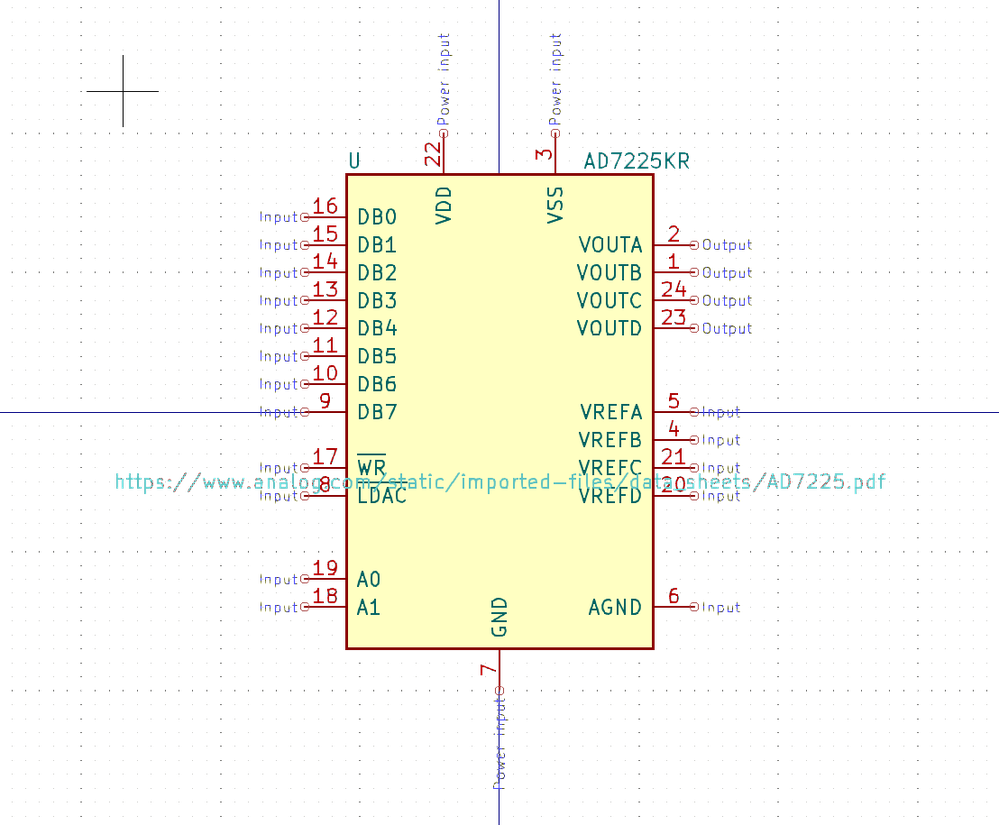 Power input Power input
22 3
U AD7225KR
VDD VSS
Input 16 DB0
Input 15 DB1 VOUTA 2 Output
Input 14 DB2 VOUTB 1 Output
Input 13 DB3 VOUTC 24 Output
Input 12 DB4 VOUTD 23 Output
Input 11 DB5
Input 10 DB6
Input 9 DB7 VREFA 5 Input
VREFB 4 Input
Input 17 WR VREFC 21 Input
https://www.analog.com/static/imported-files/data_sheets/AD7225.pdf
Input 8 LDAC VREFD 20 Input
Input 19 A0
Input 18 A1 AGND 6 Input
GND
7
Power input